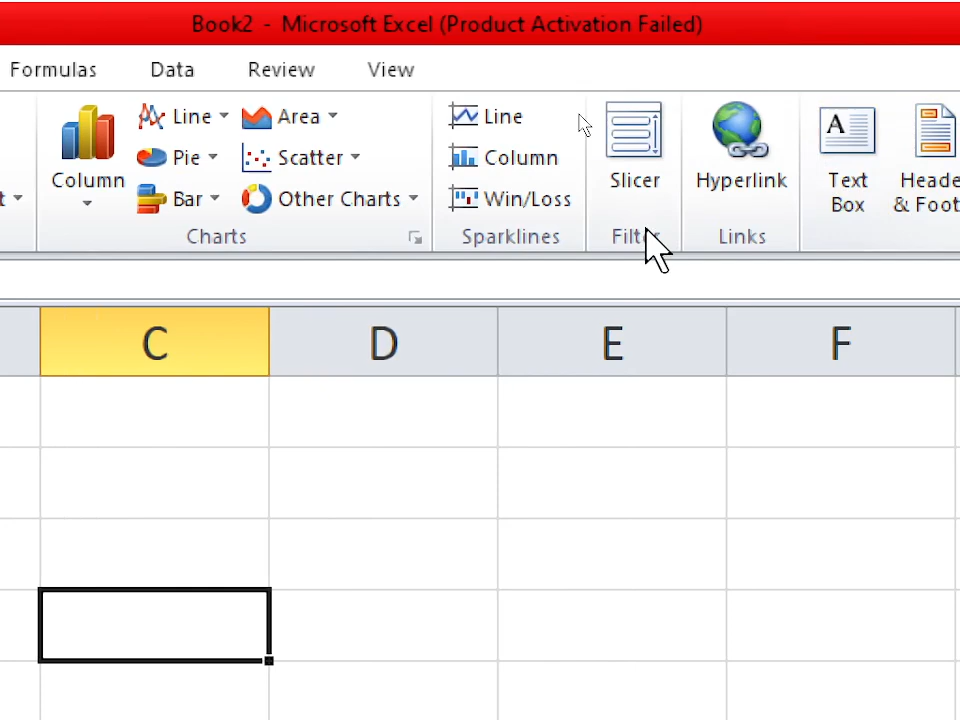 Book2 - Microsoft Excel (Product Activation Failed)
Formulas Data Review View
Line Area Line
Pie Scatter Column
Column Slicer Hyperlink Text Box
Bar Other Charts Win/Loss
Charts Sparklines Links
C D E F